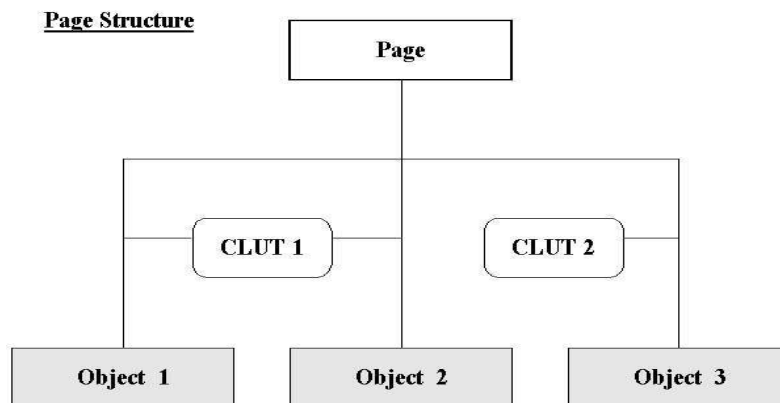 Page Structure
Page
CLUT 1
CLUT 2
Object 1
Object 2
Object 3